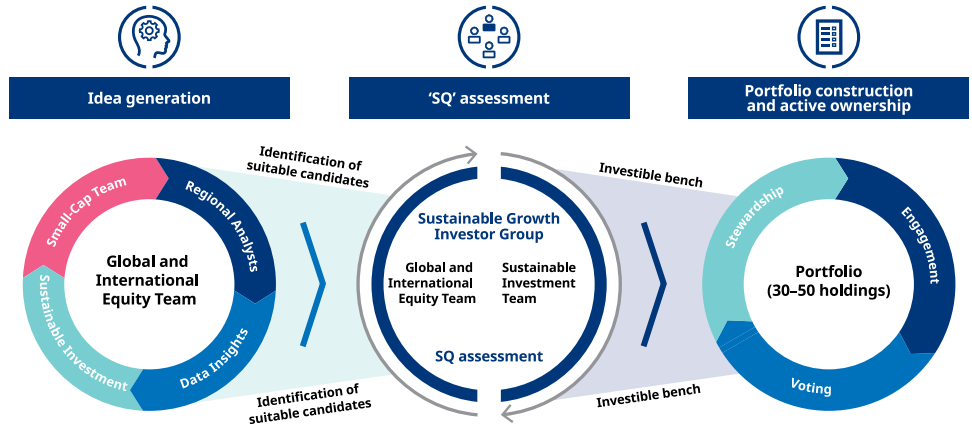 Idea generation
‘SQ’ assessment
Portfolio construction
and active ownership
Small-Cap Team
Regional Analysts
Data Insights
Sustainable Investment
Global and
International
Equity Team
Identification of
suitable candidates
Identification of
suitable candidates
Sustainable Growth
Investor Group
Global and
International
Equity Team
Sustainable
Investment
Team
SQ assessment
Investible bench
Investible bench
Stewardship
Engagement
Voting
Portfolio
(30–50 holdings)